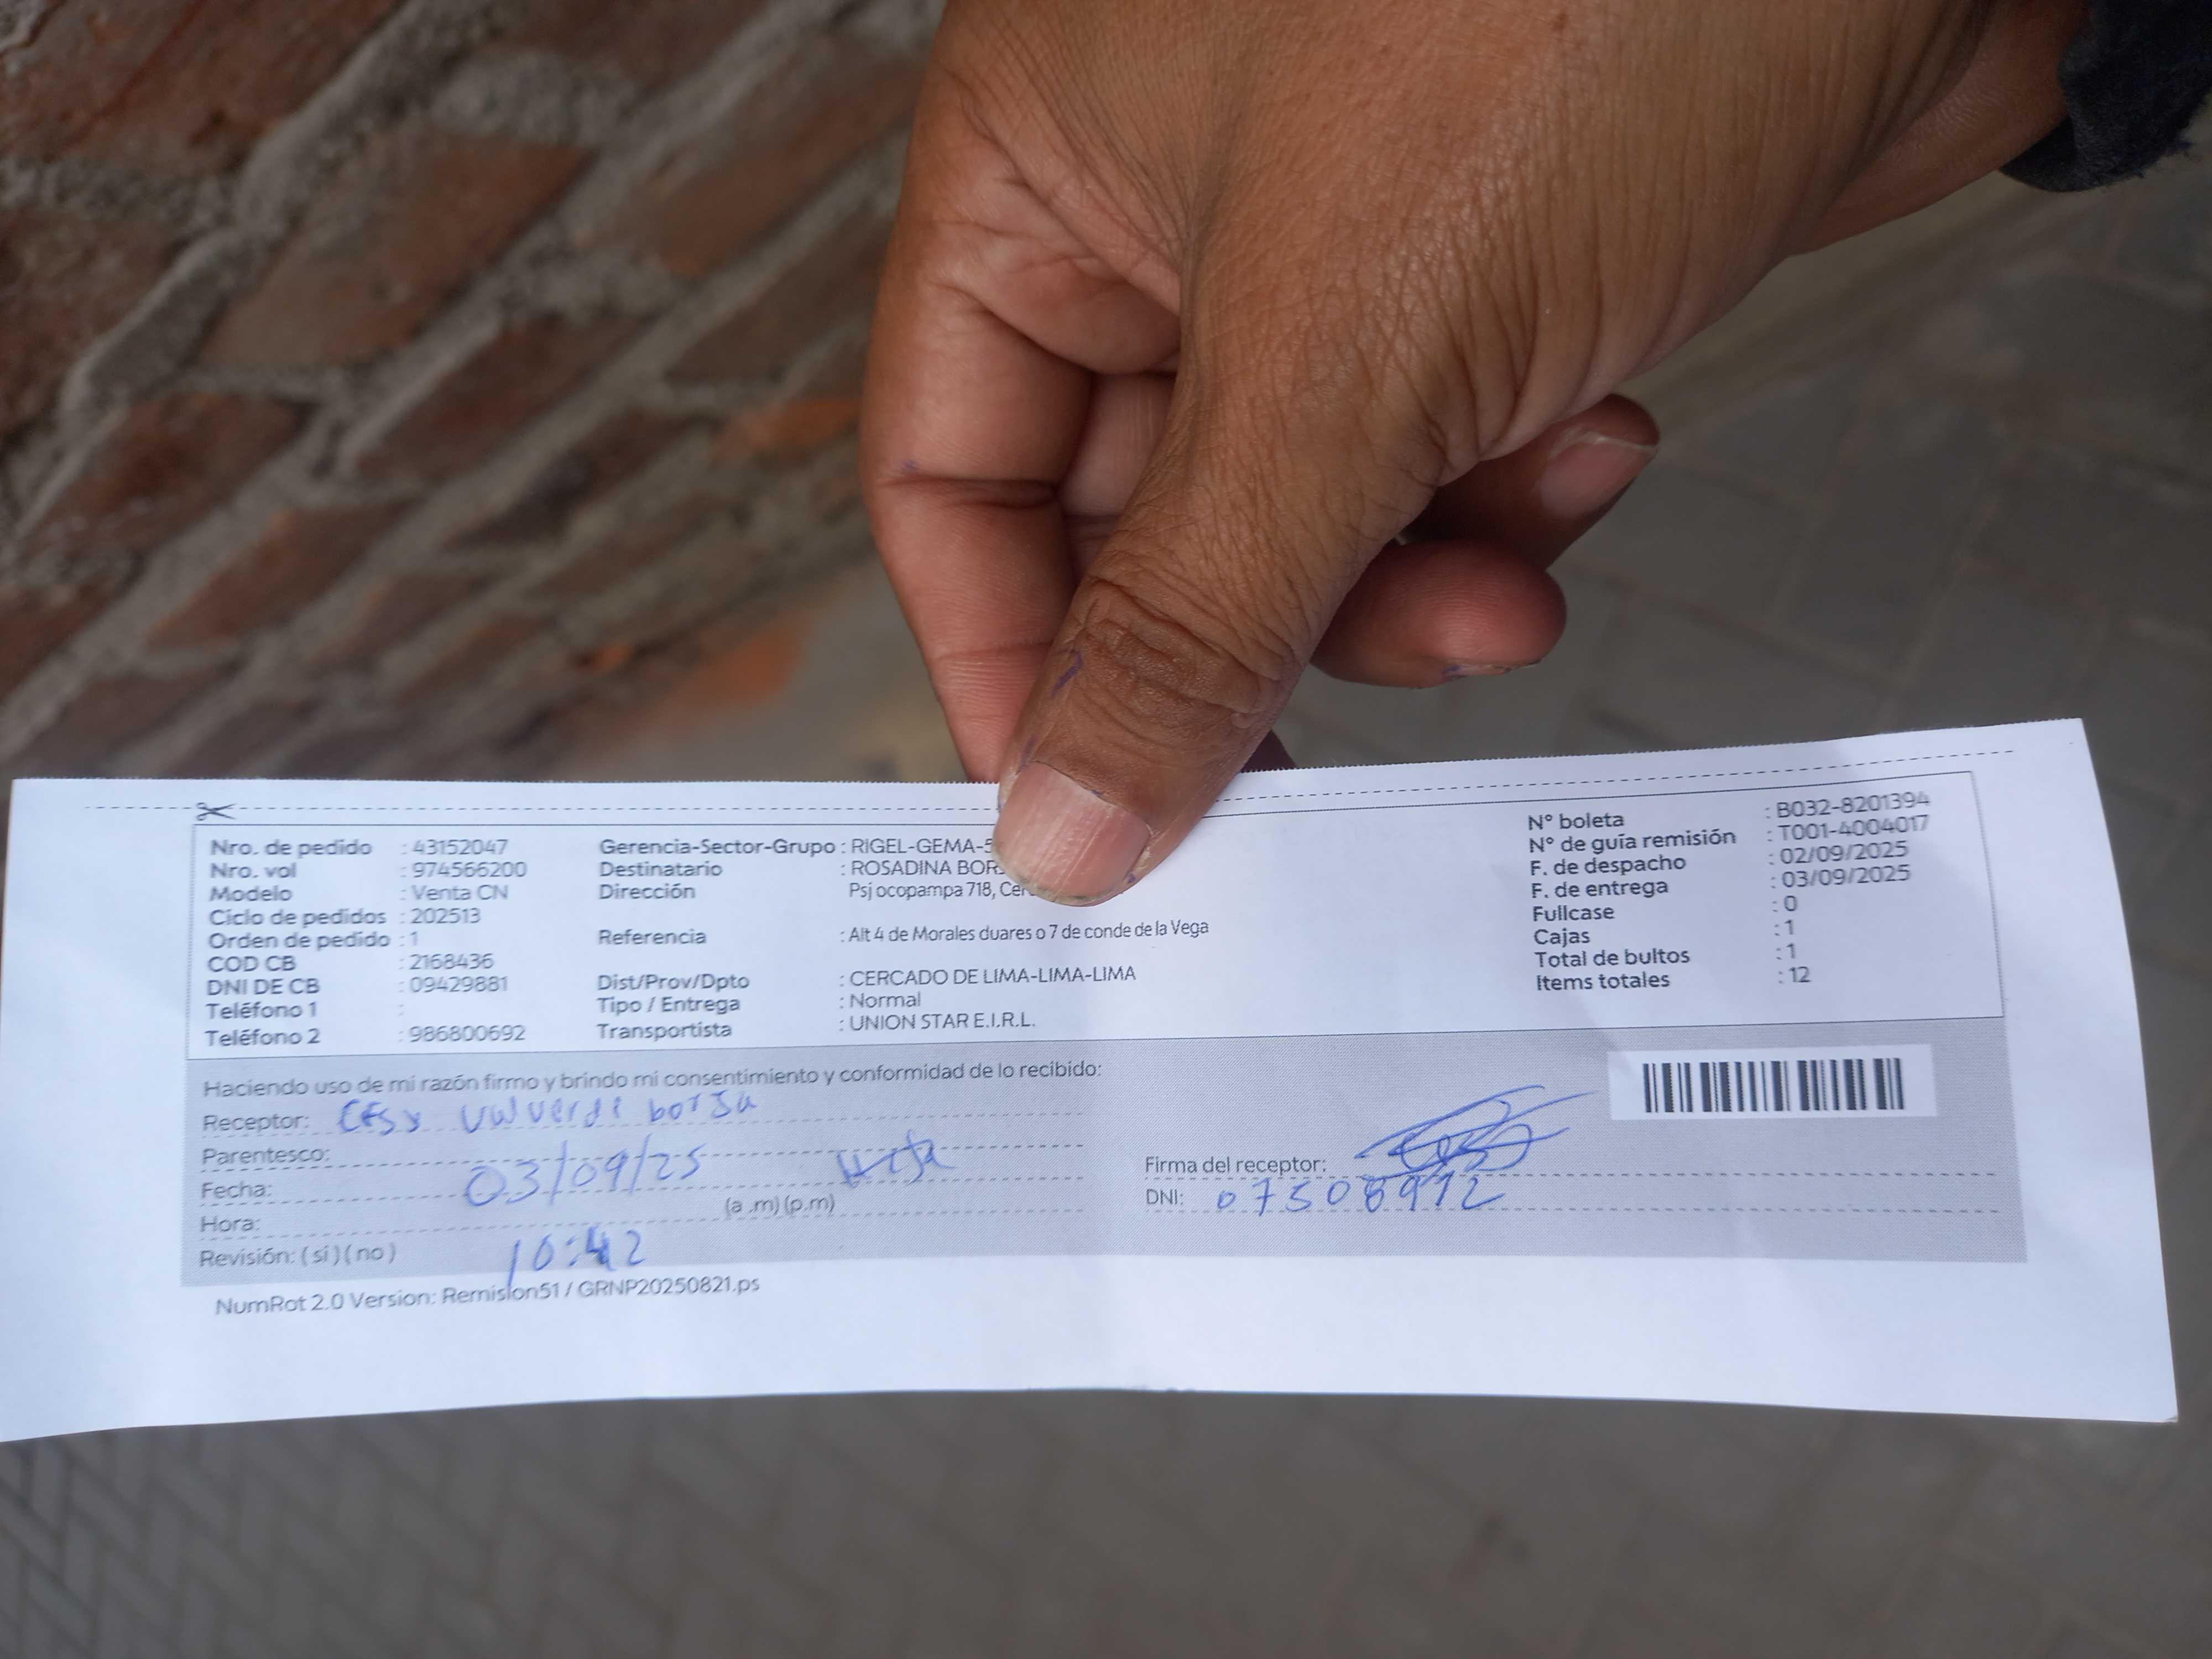 Nro. de pedido : 43152047
Nro. vol : 974566200
Modelo : Venta CN
Ciclo de pedidos : 202513
Orden de pedido : 1
COD CB : 2168436
DNI DE CB : 09429881
Teléfono 1 :
Teléfono 2 : 986800692
Gerencia-Sector-Grupo : RIGEL-GEMA-
Destinatario : ROSADINA
Dirección Psj ocopampa 718,
Referencia : Alt 4 de Morales duares o 7 de conde de la Vega
Dist/Prov/Dpto : CERCADO DE LIMA-LIMA-LIMA
Tipo / Entrega : Normal
Transportista : UNION STAR E.I.R.L.
N° boleta : B032-8201394
N° de guía remisión : T001-4004017
F. de despacho : 02/09/2025
F. de entrega : 03/09/2025
Fullcase : 0
Cajas : 1
Total de bultos : 1
Items totales : 12
Haciendo uso de mi razón firmo y brindo mi consentimiento y conformidad de lo recibido:
Receptor: Valverde borja
Parentesco: Hija
Fecha: 03/09/25
Hora: (a .m) (p.m)
10:42
Revisión: ( si ) ( no )
Firma del receptor:
DNI: 07508912
NumRot 2.0 Version: Remision51 / GRNP20250821.ps